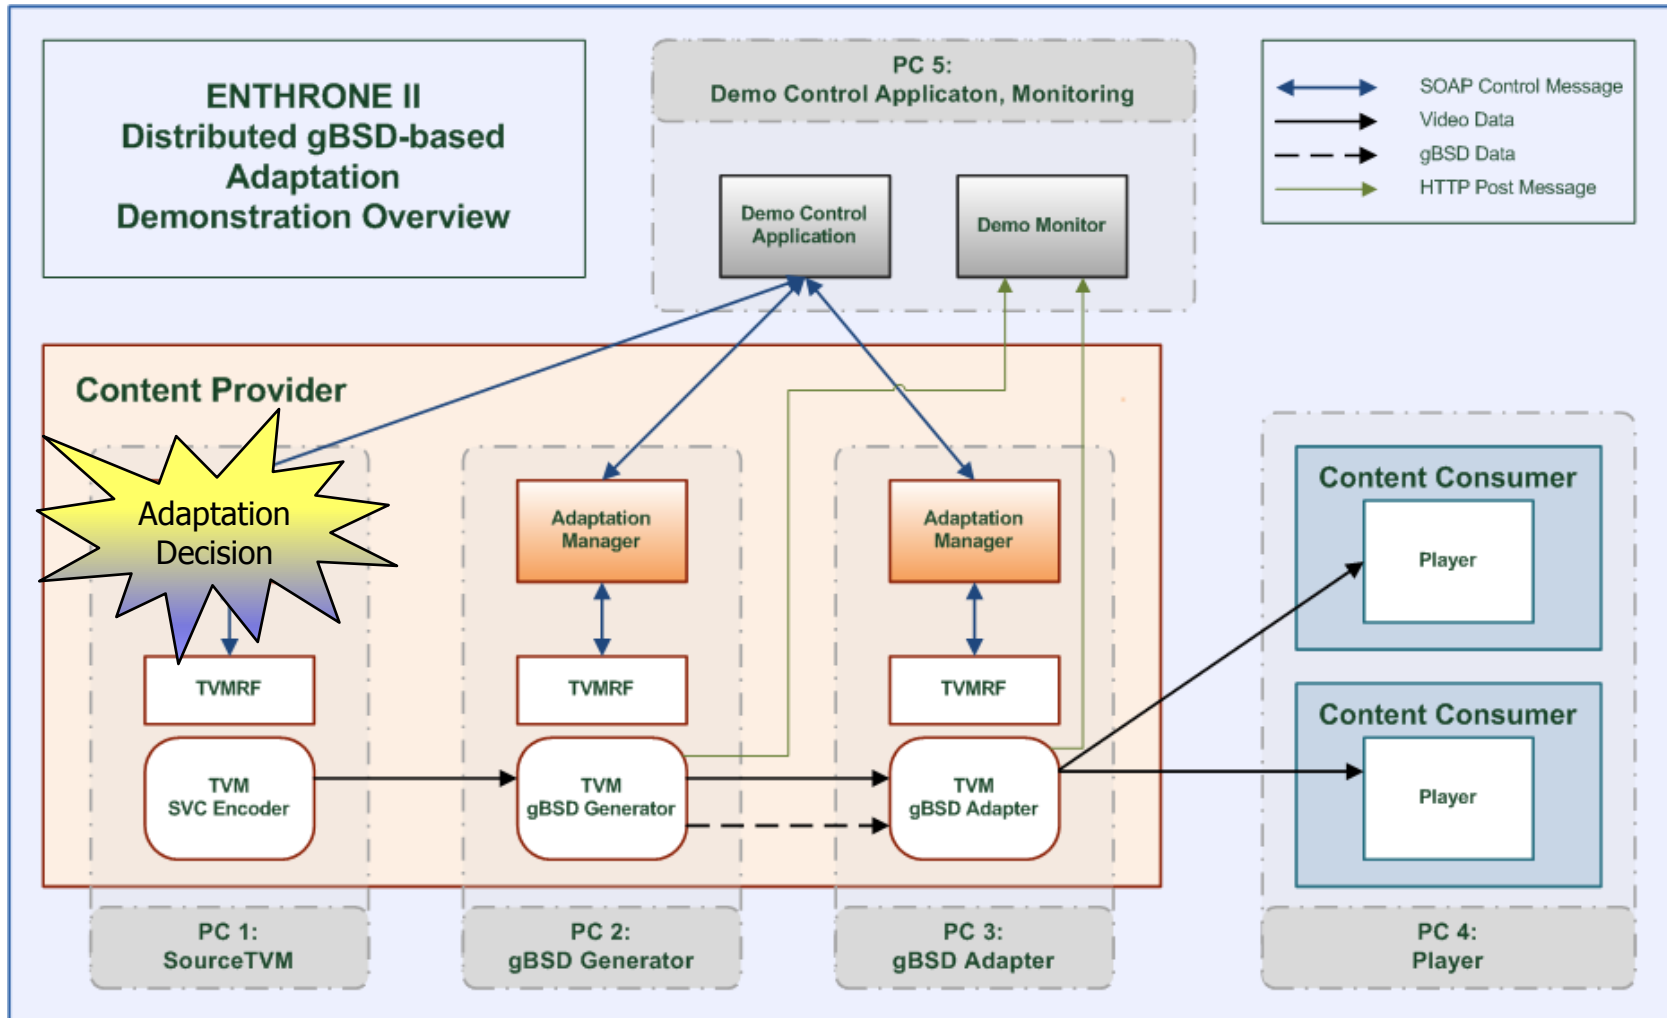 ENTHRONE II
Distributed gBSD-based
Adaptation
Demonstration Overview
PC 5:
Demo Control Applicaton, Monitoring
Demo Control
Application
Demo Monitor
SOAP Control Message
Video Data
gBSD Data
HTTP Post Message
Content Provider
Adaptation
Decision
Adaptation
Manager
Adaptation
Manager
TVMRF
TVMRF
TVMRF
TVM
SVC Encoder
TVM
gBSD Generator
TVM
gBSD Adapter
Content Consumer
Player
Content Consumer
Player
PC 1:
SourceTVM
PC 2:
gBSD Generator
PC 3:
gBSD Adapter
PC 4:
Player